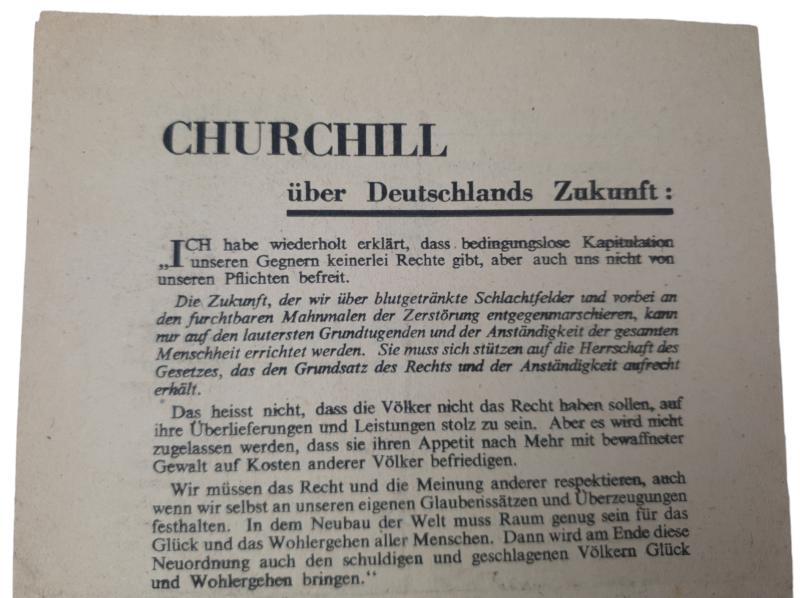 CHURCHILL
über Deutschlands Zukunft:
„ICH habe wiederholt erklärt, dass bedingungslose Kapitulation
unseren Gegnern keinerlei Rechte gibt, aber auch uns nicht von
unseren Pflichten befreit.
Die Zukunft, der wir über blutgetränkte Schlachtfelder und vorbei an
den furchtbaren Mahnmalen der Zerstörung entgegenmarschieren, kann
nur auf den lautersten Grundtugenden und der Anständigkeit der gesamten
Menschheit errichtet werden. Sie muss sich stützen auf die Herrschaft des
Gesetzes, das den Grundsatz des Rechts und der Anständigkeit aufrecht
erhält.
Das heisst nicht, dass die Völker nicht das Recht haben sollen, auf
ihre Überlieferungen und Leistungen stolz zu sein. Aber es wird nicht
zugelassen werden, dass sie ihren Appetit nach Mehr mit bewaffneter
Gewalt auf Kosten anderer Völker befriedigen.
Wir müssen das Recht und die Meinung anderer respektieren, auch
wenn wir selbst an unseren eigenen Glaubenssätzen und Überzeugungen
festhalten. In dem Neubau der Welt muss Raum genug sein für das
Glück und das Wohlergehen aller Menschen. Dann wird am Ende diese
Neuordnung auch den schuldigen und geschlagenen Völkern Glück
und Wohlergehen bringen.“